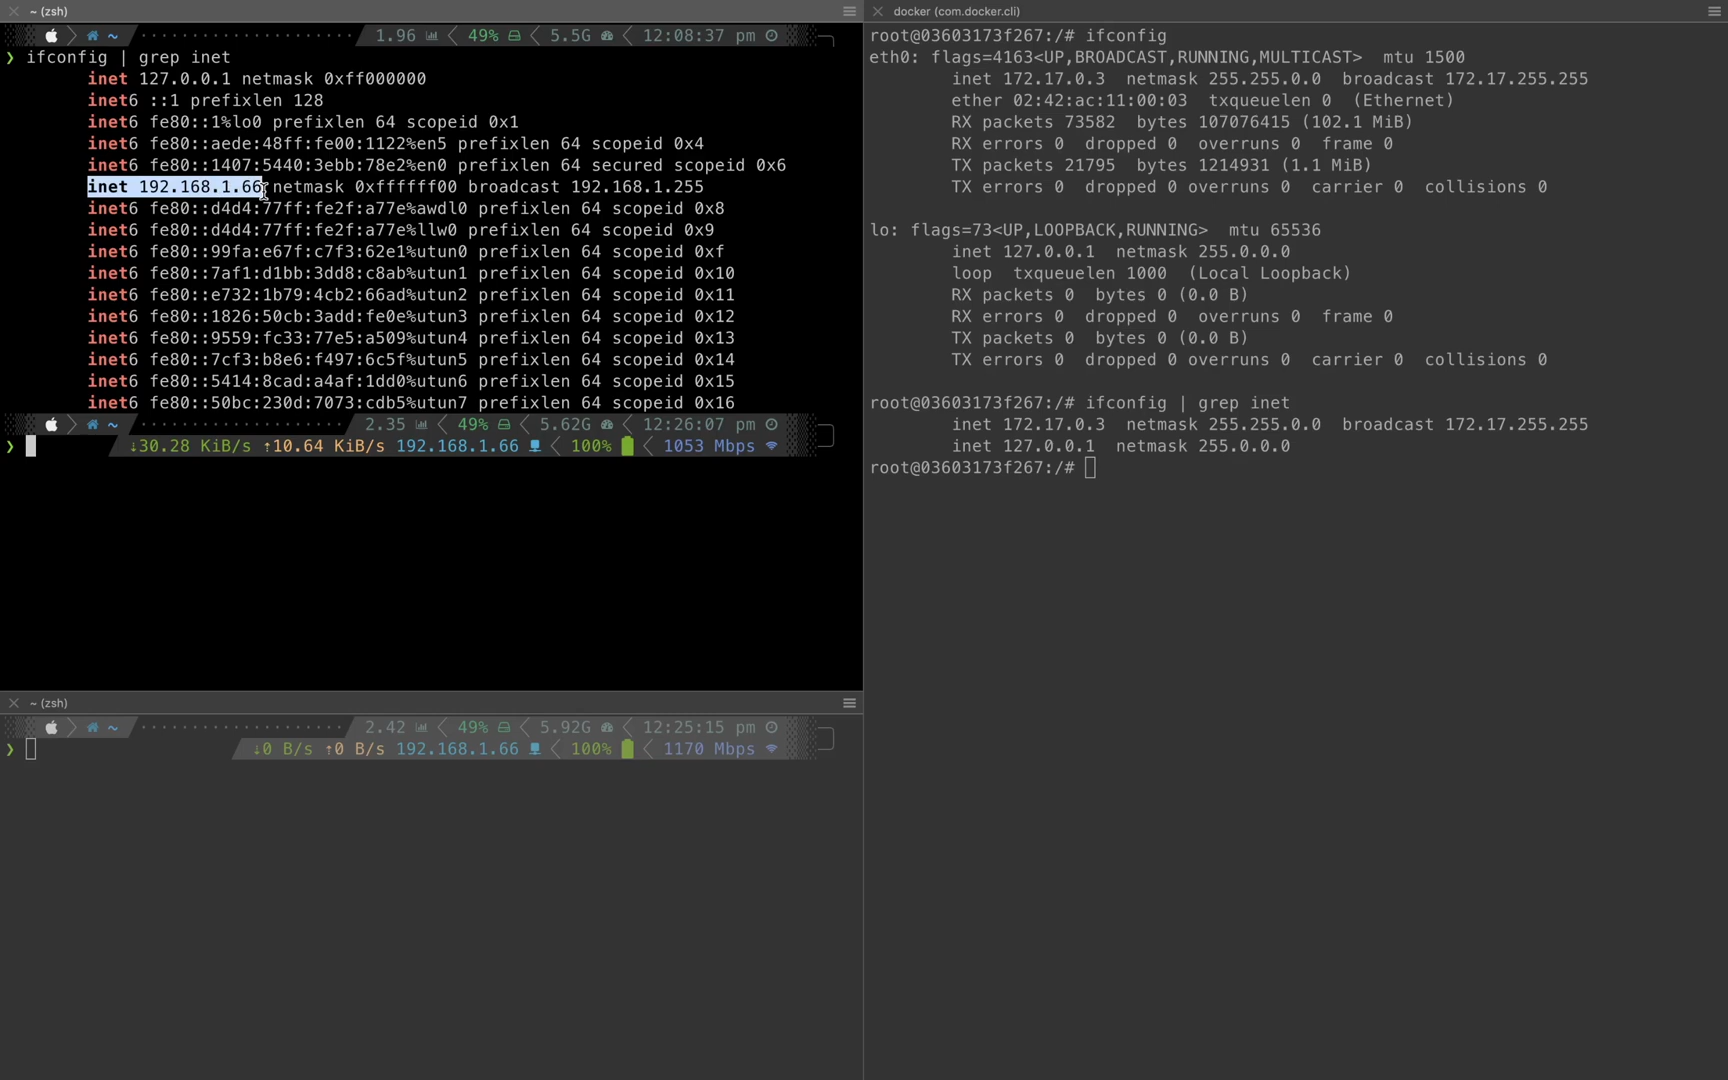 ~ (zsh)
~ 1.96 49% 5.5G 12:08:37 pm
❯ ifconfig | grep inet
inet 127.0.0.1 netmask 0xff000000
inet6 ::1 prefixlen 128
inet6 fe80::1%lo0 prefixlen 64 scopeid 0x1
inet6 fe80::aede:48ff:fe00:1122%en5 prefixlen 64 scopeid 0x4
inet6 fe80::1407:5440:3ebb:78e2%en0 prefixlen 64 secured scopeid 0x6
inet 192.168.1.66 netmask 0xffffff00 broadcast 192.168.1.255
inet6 fe80::d4d4:77ff:fe2f:a77e%awdl0 prefixlen 64 scopeid 0x8
inet6 fe80::d4d4:77ff:fe2f:a77e%llw0 prefixlen 64 scopeid 0x9
inet6 fe80::99fa:e67f:c7f3:62e1%utun0 prefixlen 64 scopeid 0xf
inet6 fe80::7af1:d1bb:3dd8:c8ab%utun1 prefixlen 64 scopeid 0x10
inet6 fe80::e732:1b79:4cb2:66ad%utun2 prefixlen 64 scopeid 0x11
inet6 fe80::1826:50cb:3add:fe0e%utun3 prefixlen 64 scopeid 0x12
inet6 fe80::9559:fc33:77e5:a509%utun4 prefixlen 64 scopeid 0x13
inet6 fe80::7cf3:b8e6:f497:6c5f%utun5 prefixlen 64 scopeid 0x14
inet6 fe80::5414:8cad:a4af:1dd0%utun6 prefixlen 64 scopeid 0x15
inet6 fe80::50bc:230d:7073:cdb5%utun7 prefixlen 64 scopeid 0x16
~ 2.35 49% 5.62G 12:26:07 pm
❯ ⇣30.28 KiB/s ⇡10.64 KiB/s 192.168.1.66 100% 1053 Mbps
~ (zsh)
~ 2.42 49% 5.92G 12:25:15 pm
❯ ⇣0 B/s ⇡0 B/s 192.168.1.66 100% 1170 Mbps
docker (com.docker.cli)
root@03603173f267:/# ifconfig
eth0: flags=4163<UP,BROADCAST,RUNNING,MULTICAST>  mtu 1500
inet 172.17.0.3  netmask 255.255.0.0  broadcast 172.17.255.255
ether 02:42:ac:11:00:03  txqueuelen 0  (Ethernet)
RX packets 73582  bytes 107076415 (102.1 MiB)
RX errors 0  dropped 0  overruns 0  frame 0
TX packets 21795  bytes 1214931 (1.1 MiB)
TX errors 0  dropped 0 overruns 0  carrier 0  collisions 0
lo: flags=73<UP,LOOPBACK,RUNNING>  mtu 65536
inet 127.0.0.1  netmask 255.0.0.0
loop  txqueuelen 1000  (Local Loopback)
RX packets 0  bytes 0 (0.0 B)
RX errors 0  dropped 0  overruns 0  frame 0
TX packets 0  bytes 0 (0.0 B)
TX errors 0  dropped 0 overruns 0  carrier 0  collisions 0
root@03603173f267:/# ifconfig | grep inet
inet 172.17.0.3  netmask 255.255.0.0  broadcast 172.17.255.255
inet 127.0.0.1  netmask 255.0.0.0
root@03603173f267:/#